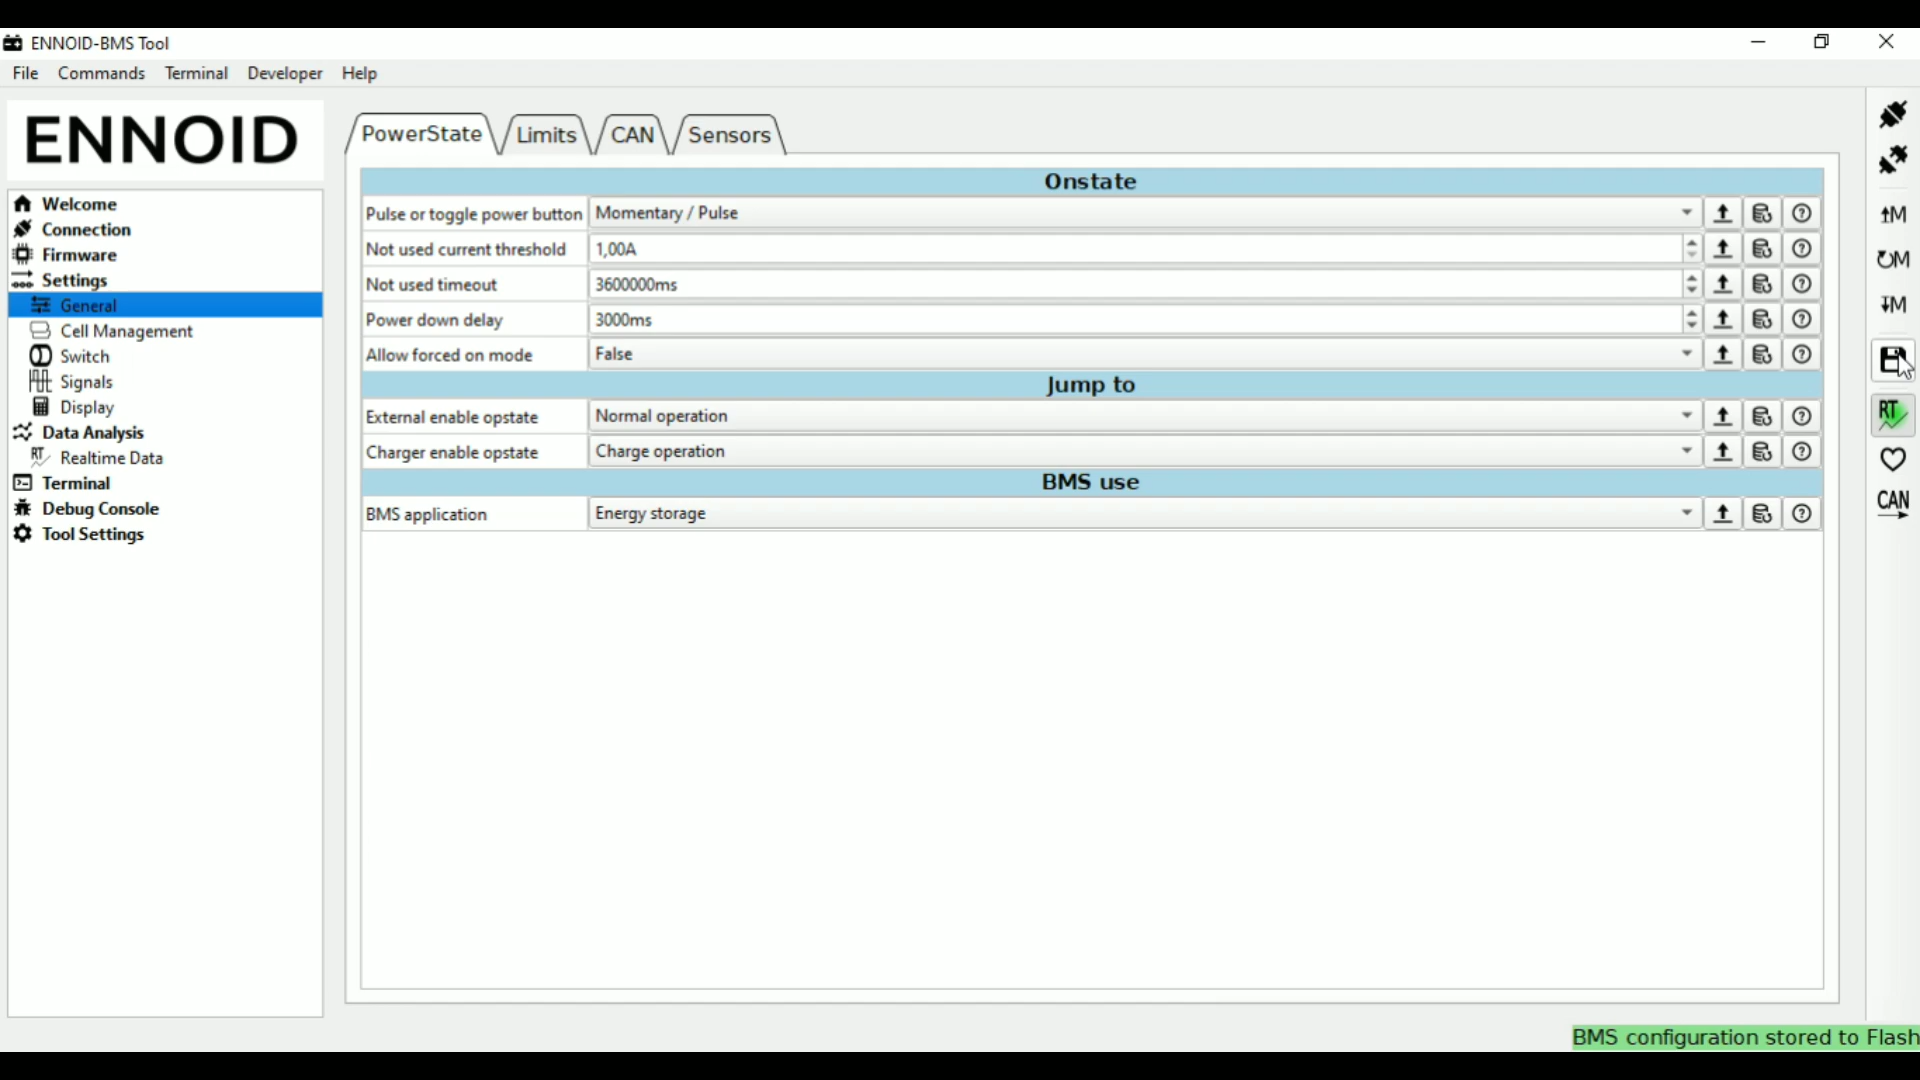 ENNOID-BMS Tool
File Commands Terminal Developer Help
ENNOID
Welcome
Connection
Firmware
Settings
General
Cell Management
Switch
Signals
Display
Data Analysis
RT Realtime Data
Terminal
Debug Console
Tool Settings
PowerState Limits CAN Sensors
Onstate
Pulse or toggle power button Momentary / Pulse
Not used current threshold 1,00A
Not used timeout 3600000ms
Power down delay 3000ms
Allow forced on mode False
Jump to
External enable opstate Normal operation
Charger enable opstate Charge operation
BMS use
BMS application Energy storage
M
M
M
RT
CAN
BMS configuration stored to Flash